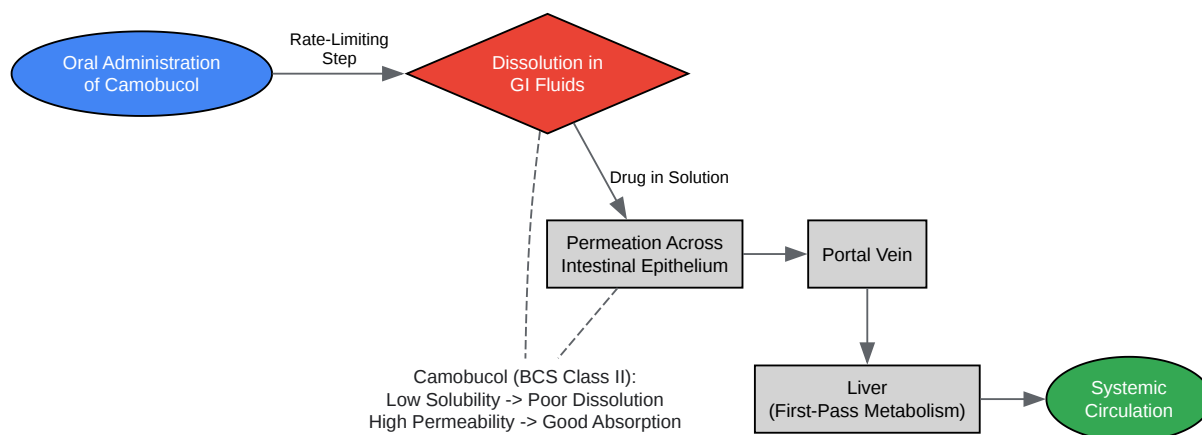 Oral Administration
of Camobucol
Rate-Limiting
Step
Dissolution in
GI Fluids
Drug in Solution
Permeation Across
Intestinal Epithelium
Portal Vein
Camobucol (BCS Class II):
Low Solubility -> Poor Dissolution
High Permeability -> Good Absorption
Liver
(First-Pass Metabolism)
Systemic
Circulation